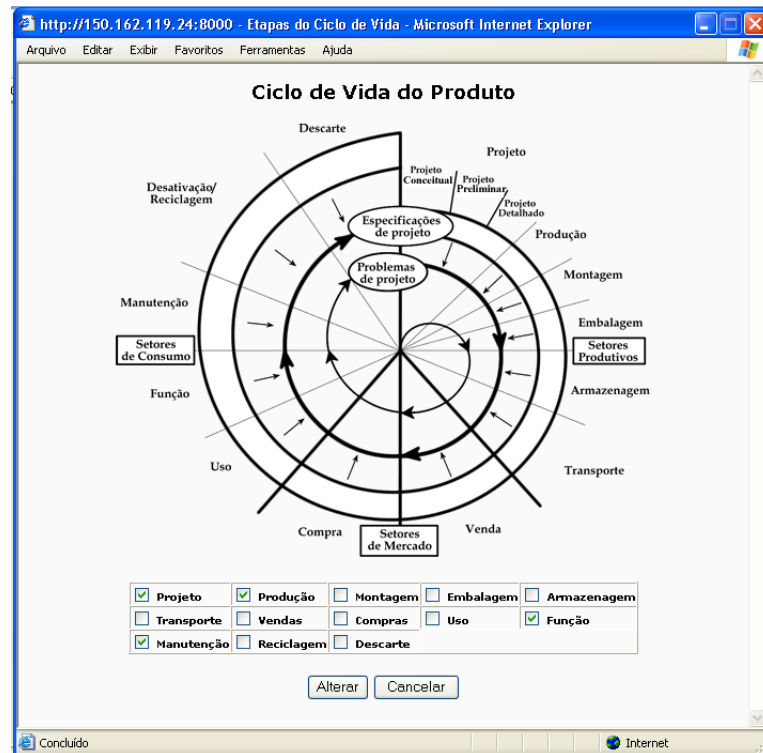 http://150.162.119.24:8000 - Etapas do Ciclo de Vida - Microsoft Internet Explorer
Arquivo Editar Exibir Favoritos Ferramentas Ajuda
Ciclo de Vida do Produto
Descarte
Projeto
Projeto
Conceitual
Projeto
Preliminar
Projeto
Detalhado
Desativação/
Reciclagem
Especificações
de projeto
Produção
Problemas
de projeto
Montagem
Manutenção
Embalagem
Setores
de Consumo
Setores
Produtivos
Função
Armazenagem
Uso
Transporte
Compra
Setores
de Mercado
Venda
Projeto Produção Montagem Embalagem Armazenagem
Transporte Vendas Compras Uso Função
Manutenção Reciclagem Descarte
Alterar Cancelar
Concluído Internet